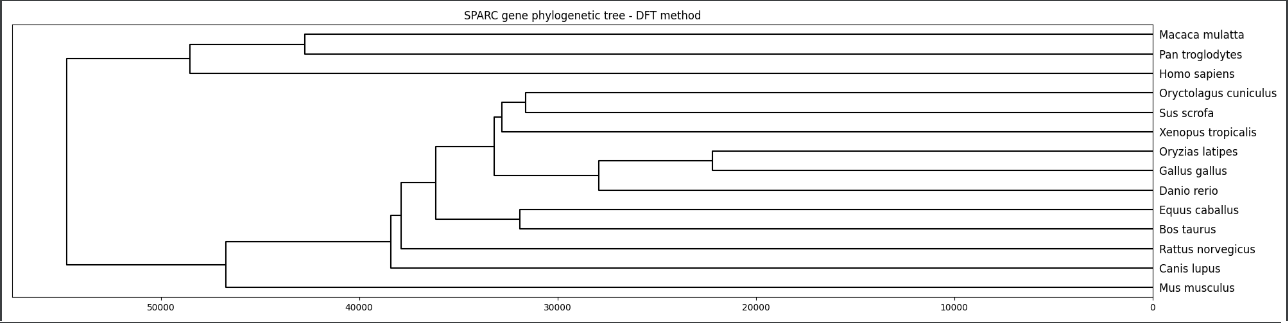 SPARC gene phylogenetic tree - DFT method
Macaca mulatta
Pan troglodytes
Homo sapiens
Oryctolagus cuniculus
Sus scrofa
Xenopus tropicalis
Oryzias latipes
Gallus gallus
Danio rerio
Equus caballus
Bos taurus
Rattus norvegicus
Canis lupus
Mus musculus
50000 40000 30000 20000 10000 0